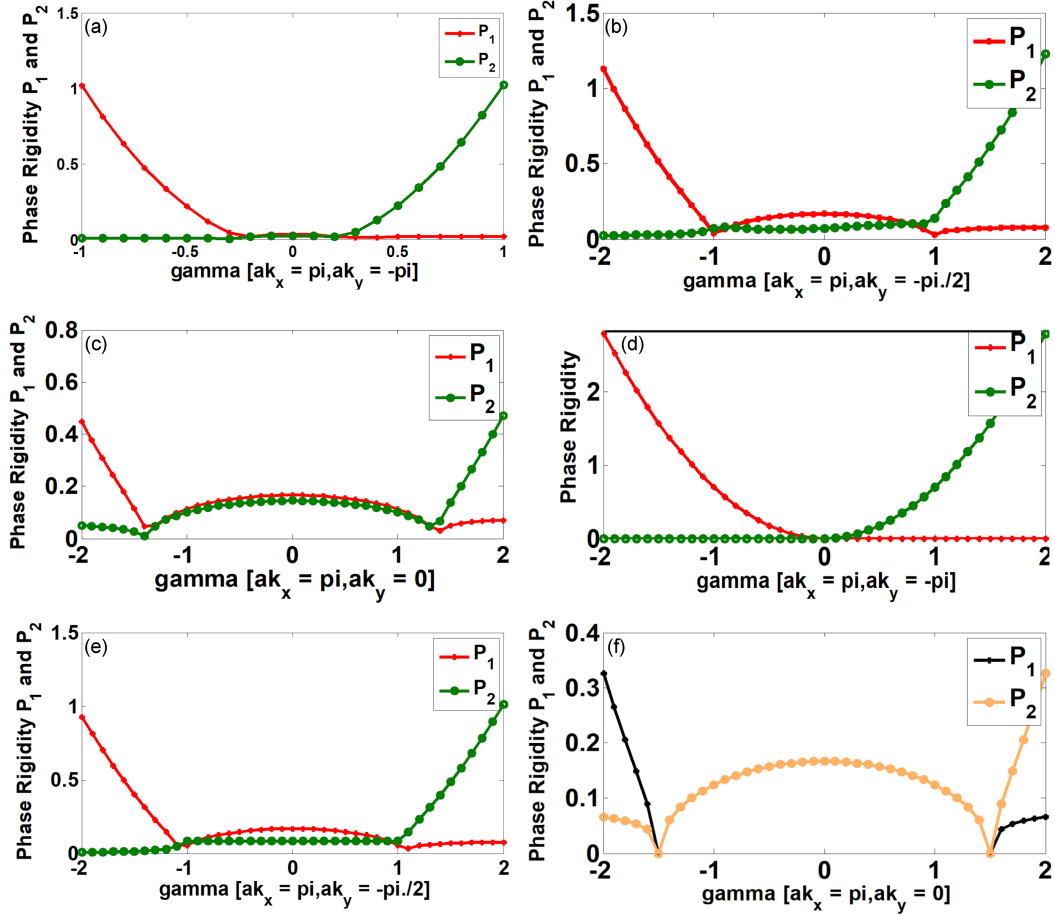 (a)
Phase Rigidity P1 and P2
1.5
1
0.5
0
-1
-0.5
0
0.5
1
P1
P2
gamma [akx = pi,aky = -pi]
(b)
Phase Rigidity P1 and P2
1.5
1
0.5
0
-2
-1
0
1
2
P1
P2
gamma [akx = pi,aky = -pi./2]
(c)
Phase Rigidity P1 and P2
0.8
0.6
0.4
0.2
0
-2
-1
0
1
2
P1
P2
gamma [akx = pi,aky = 0]
(d)
Phase Rigidity
2
1
0
-2
-1
0
1
2
P1
P2
gamma [akx = pi,aky = -pi]
(e)
Phase Rigidity P1 and P2
1.5
1
0.5
0
-2
-1
0
1
2
P1
P2
gamma [akx = pi,aky = -pi./2]
(f)
Phase Rigidity P1 and P2
0.4
0.3
0.2
0.1
0
-2
-1
0
1
2
P1
P2
gamma [akx = pi,aky = 0]